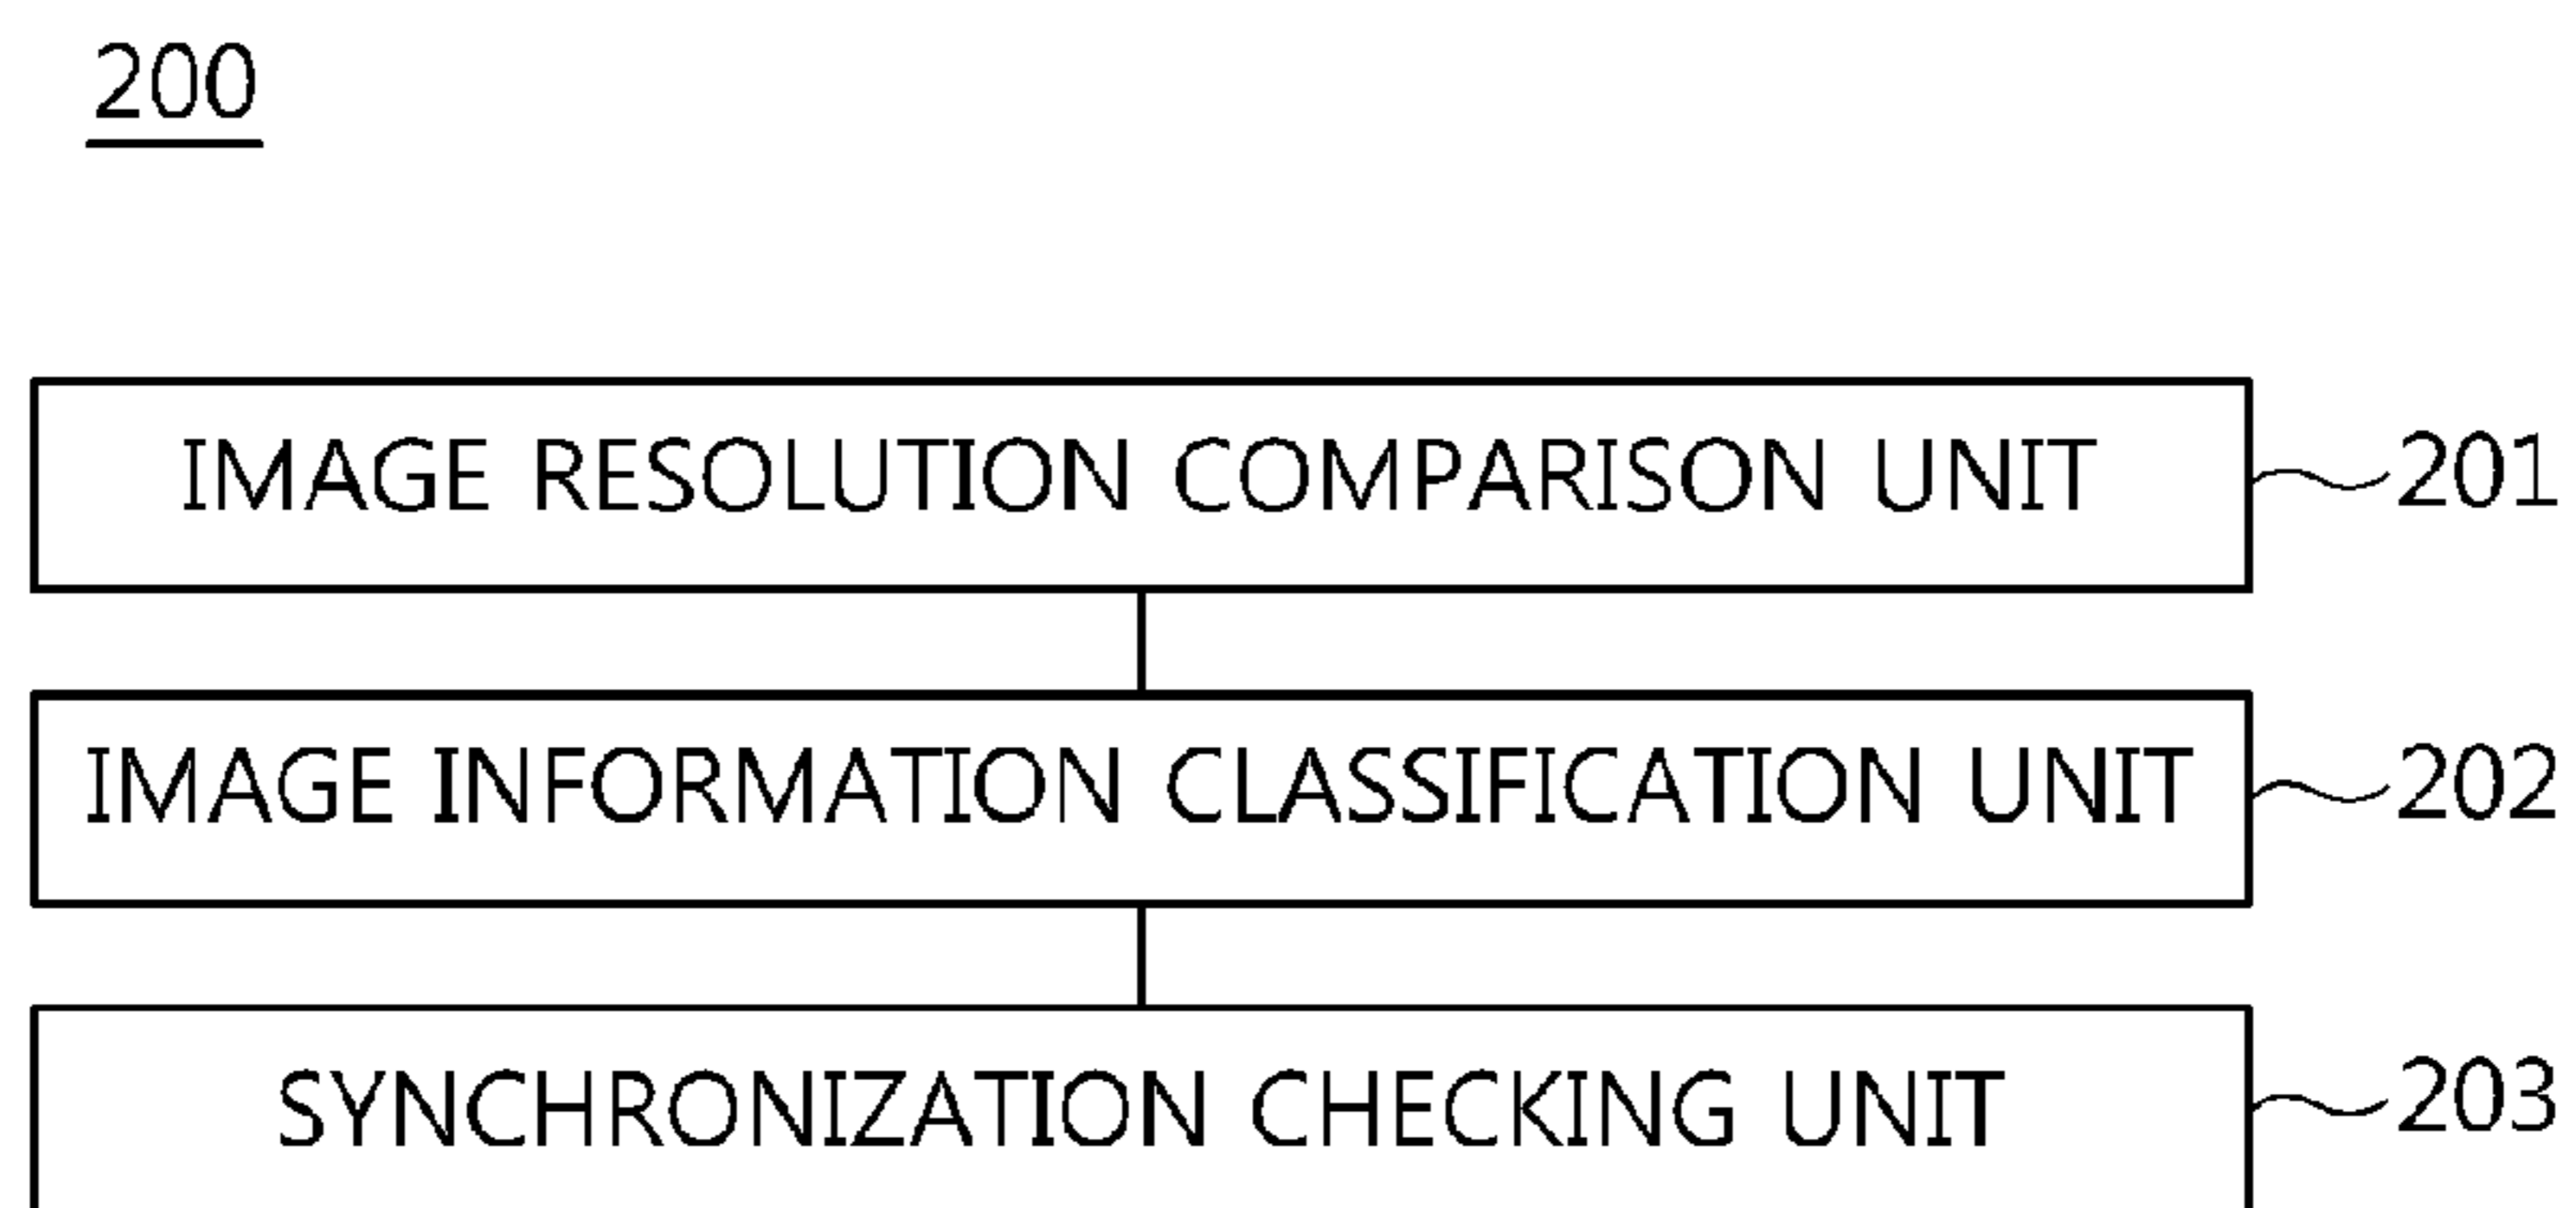 200
IMAGE RESOLUTION COMPARISON UNIT 201
IMAGE INFORMATION CLASSIFICATION UNIT 202
SYNCHRONIZATION CHECKING UNIT 203